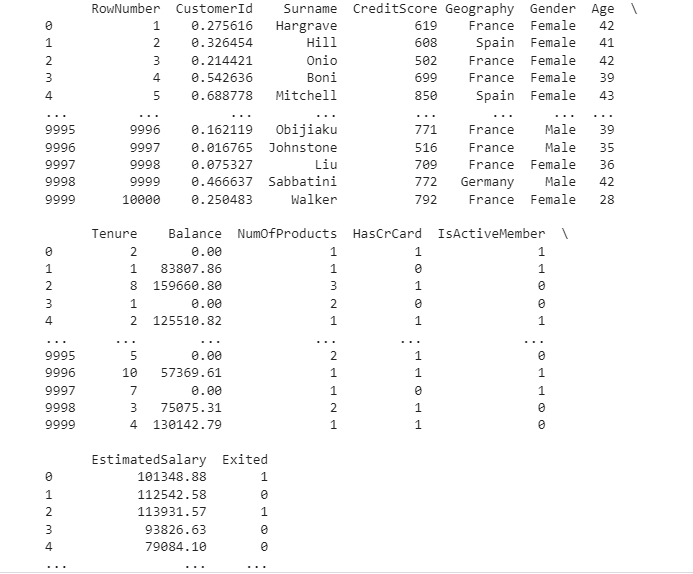 RowNumber CustomerId Surname CreditScore Geography Gender Age \
0 1 0.275616 Hargrave 619 France Female 42
1 2 0.326454 Hill 608 Spain Female 41
2 3 0.214421 Onio 502 France Female 42
3 4 0.542636 Boni 699 France Female 39
4 5 0.688778 Mitchell 850 Spain Female 43
... ... ... ... ... ... ... ...
9995 9996 0.162119 Obijiaku 771 France Male 39
9996 9997 0.016765 Johnstone 516 France Male 35
9997 9998 0.075327 Liu 709 France Female 36
9998 9999 0.466637 Sabbatini 772 Germany Male 42
9999 10000 0.250483 Walker 792 France Female 28
Tenure Balance NumOfProducts HasCrCard IsActiveMember \
0 2 0.00 1 1 1
1 1 83807.86 1 0 1
2 8 159660.80 3 1 0
3 1 0.00 2 0 0
4 2 125510.82 1 1 1
... ... ... ... ... ...
9995 5 0.00 2 1 0
9996 10 57369.61 1 1 1
9997 7 0.00 1 0 1
9998 3 75075.31 2 1 0
9999 4 130142.79 1 1 0
EstimatedSalary Exited
0 101348.88 1
1 112542.58 0
2 113931.57 1
3 93826.63 0
4 79084.10 0
... ... ...